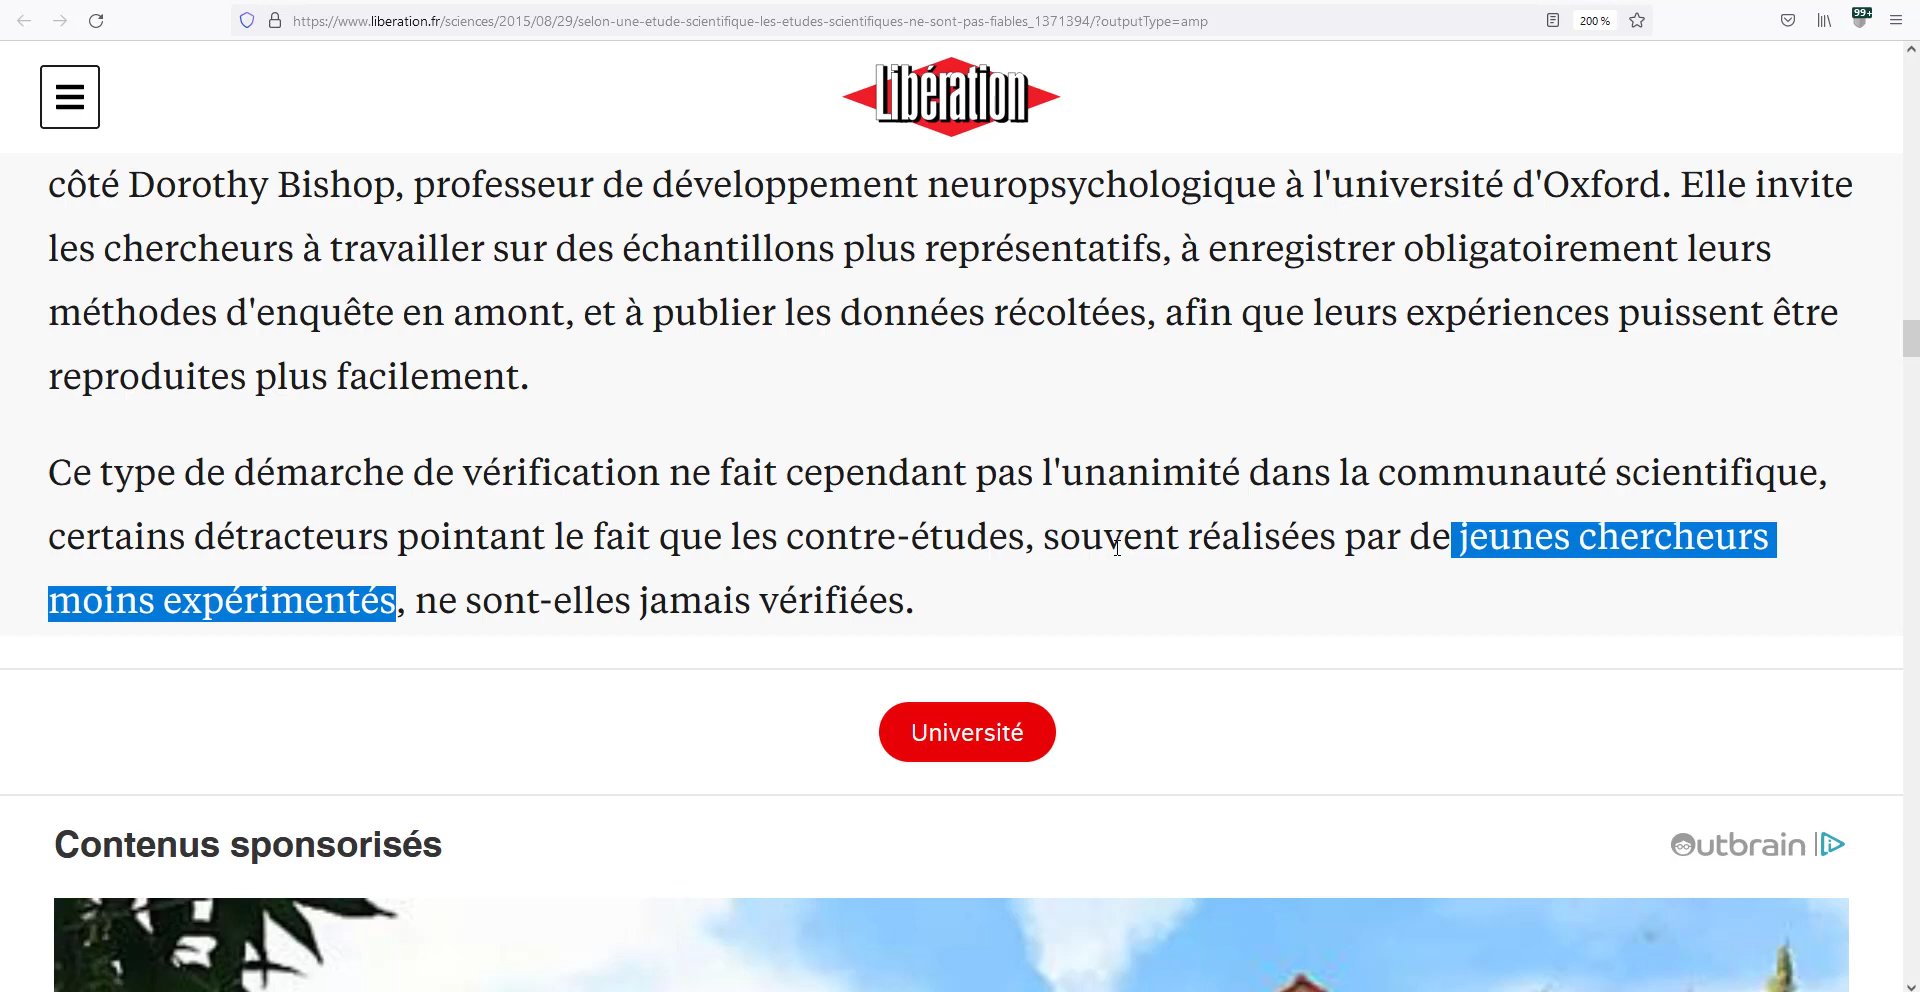 https://www.liberation.fr/sciences/2015/08/29/selon-une-etude-scientifique-les-etudes-scientifiques-ne-sont-pas-fiables_1371394/?outputType=amp
200 %
99+
Libération
côté Dorothy Bishop, professeur de développement neuropsychologique à l'université d'Oxford. Elle invite
les chercheurs à travailler sur des échantillons plus représentatifs, à enregistrer obligatoirement leurs
méthodes d'enquête en amont, et à publier les données récoltées, afin que leurs expériences puissent être
reproduites plus facilement.
Ce type de démarche de vérification ne fait cependant pas l'unanimité dans la communauté scientifique,
certains détracteurs pointant le fait que les contre-études, souvent réalisées par de jeunes chercheurs
moins expérimentés, ne sont-elles jamais vérifiées.
Université
Contenus sponsorisés
Outbrain